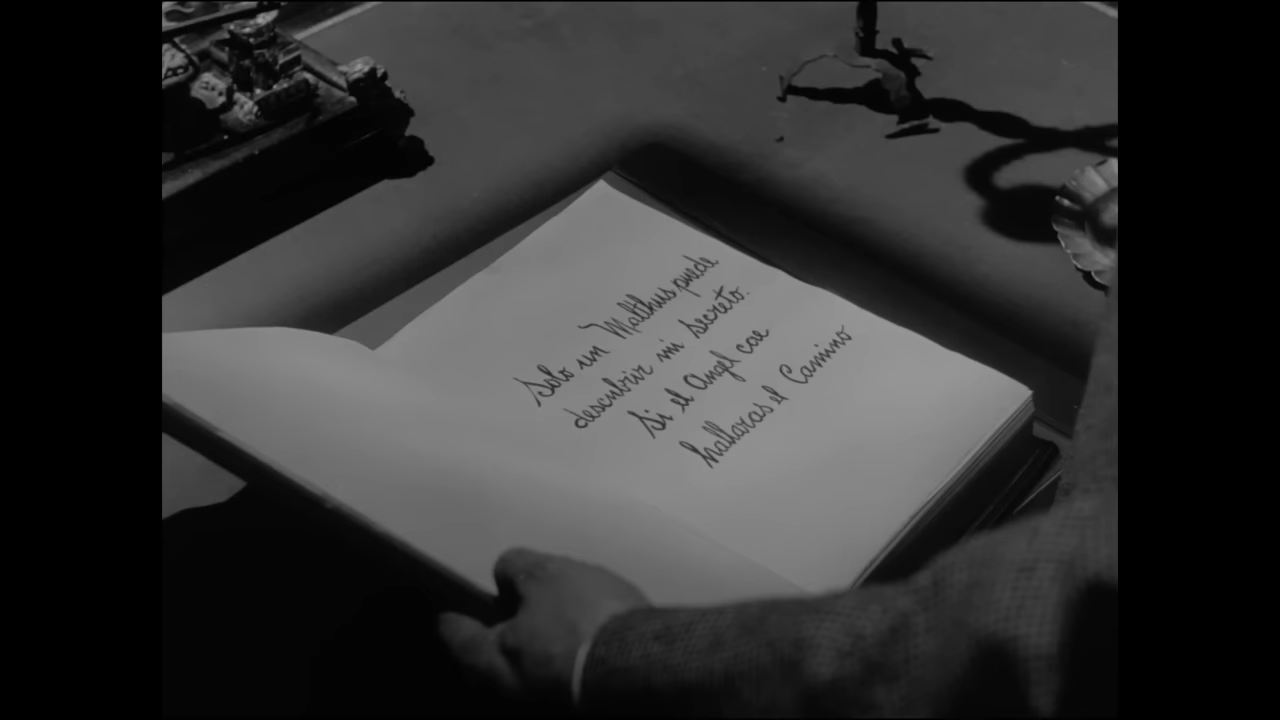 Solo un Malthus puede
descubrir mi secreto.
Si el Angel cae
hallaras el Camino